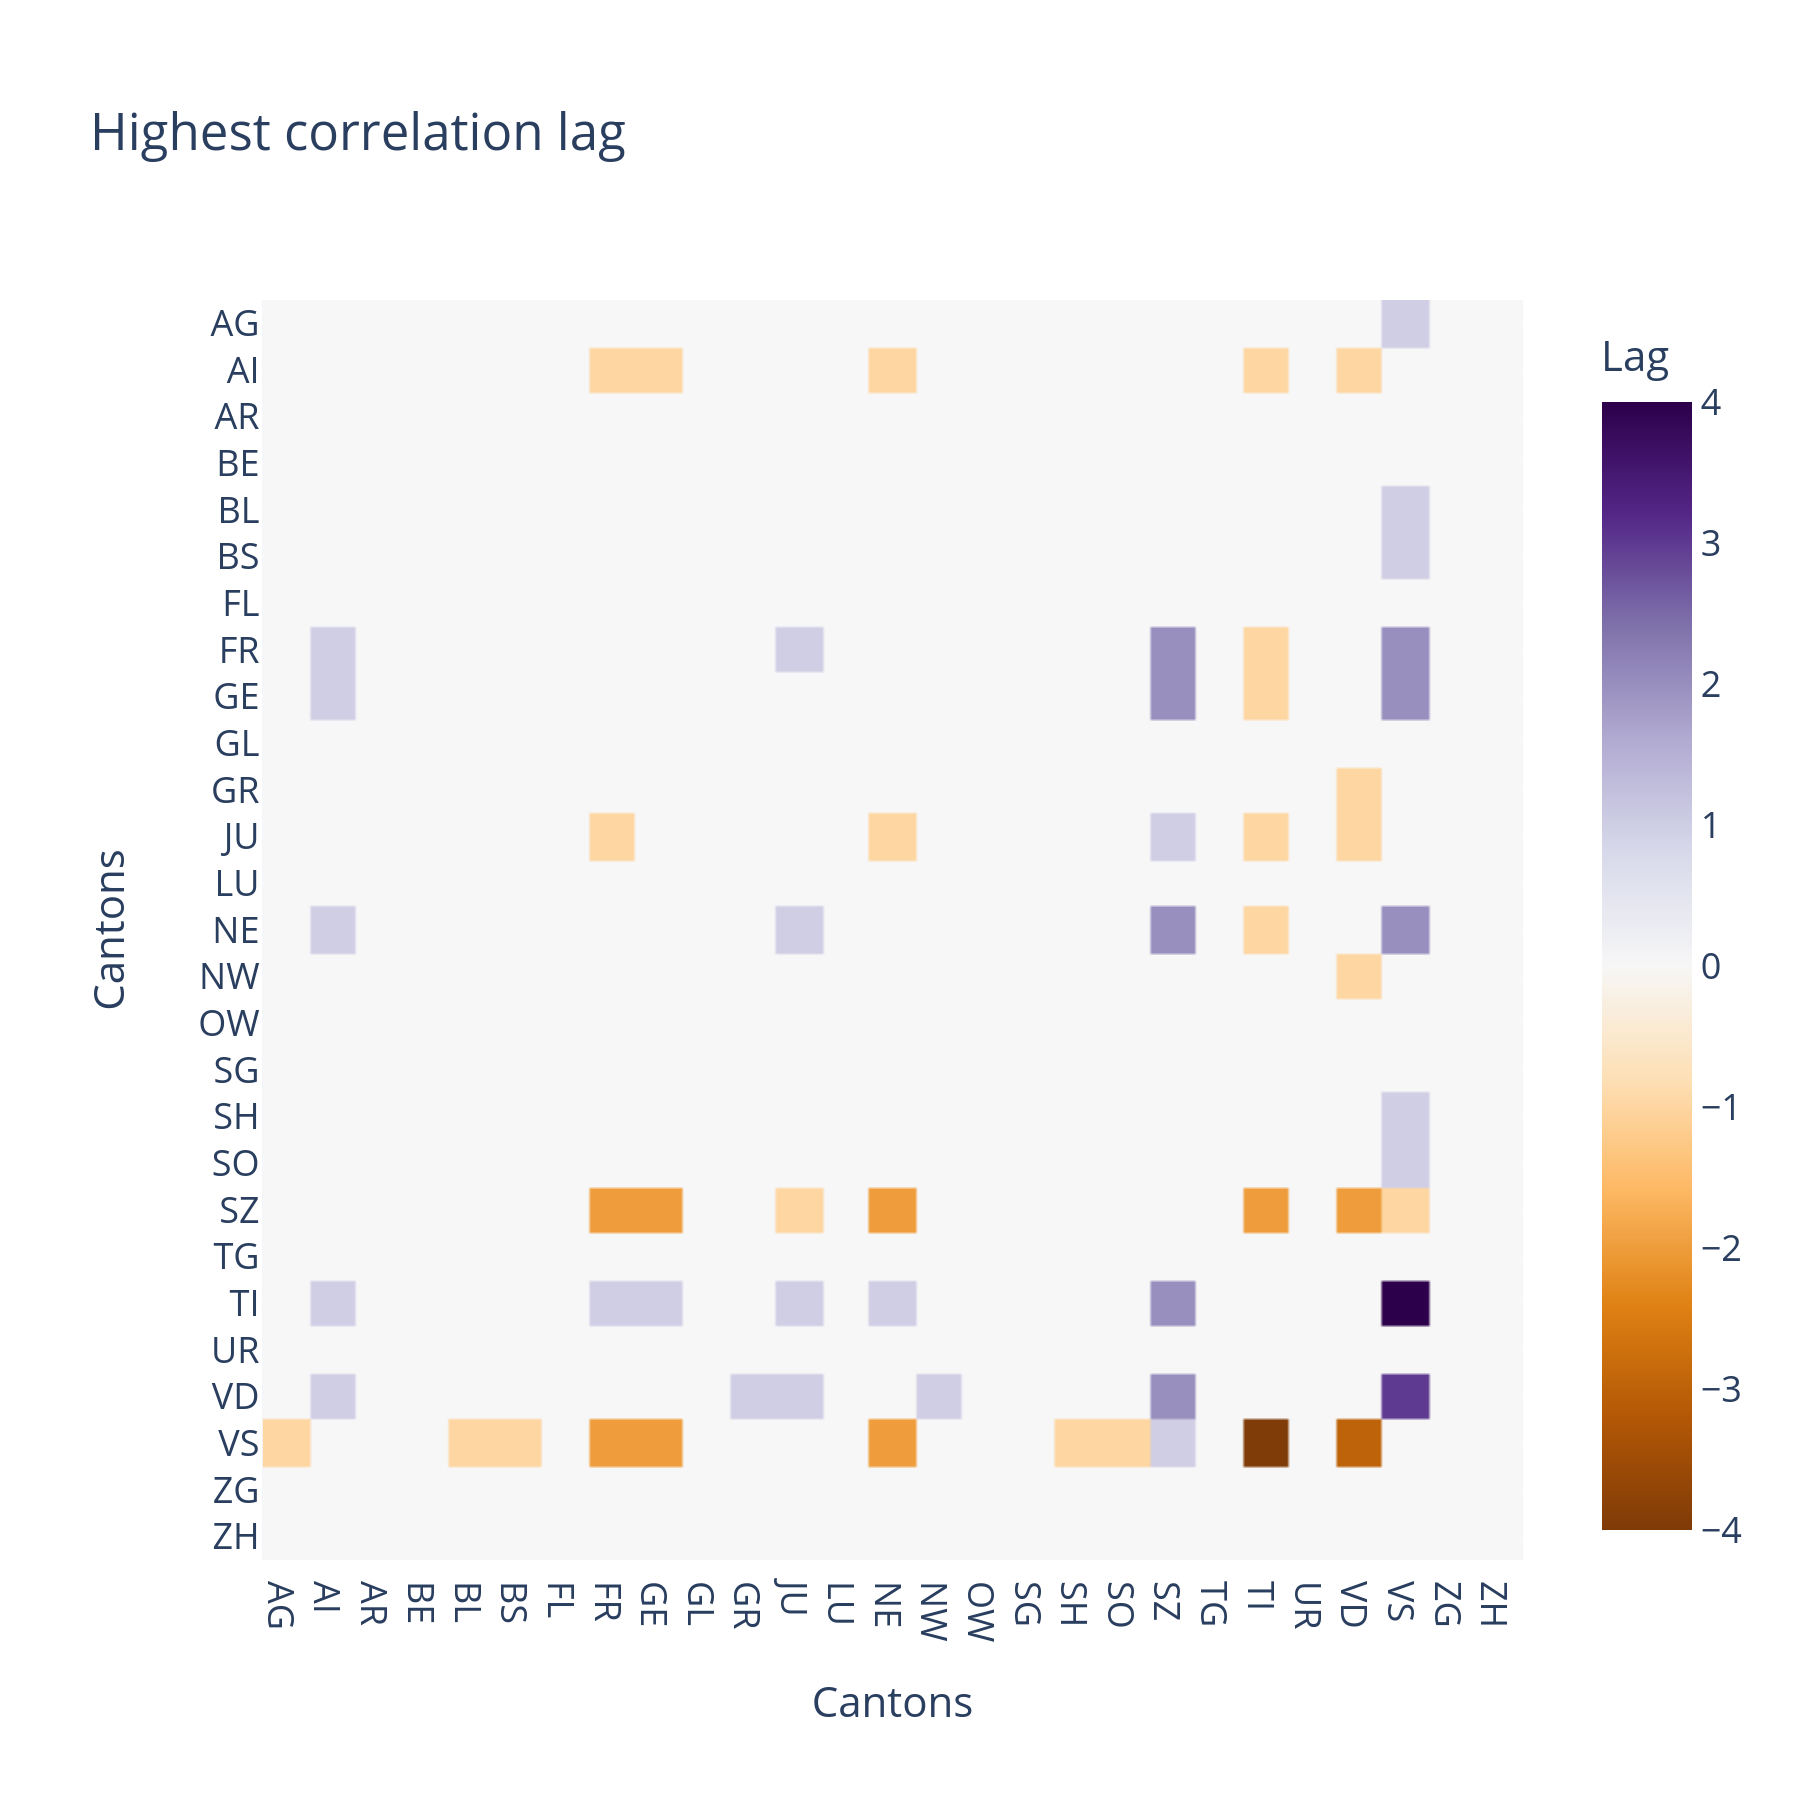 Highest correlation lag
AG
AI
AR
BE
BL
BS
FL
FR
GE
GL
GR
JU
LU
NE
NW
OW
SG
SH
SO
SZ
TG
TI
UR
VD
VS
ZG
ZH
Cantons
AG AI AR BE BL BS FL FR GE GL GR JU LU NE NW OW SG SH SO SZ TG TI UR VD VS ZG ZH
Cantons
Lag
4
3
2
1
0
−1
−2
−3
−4